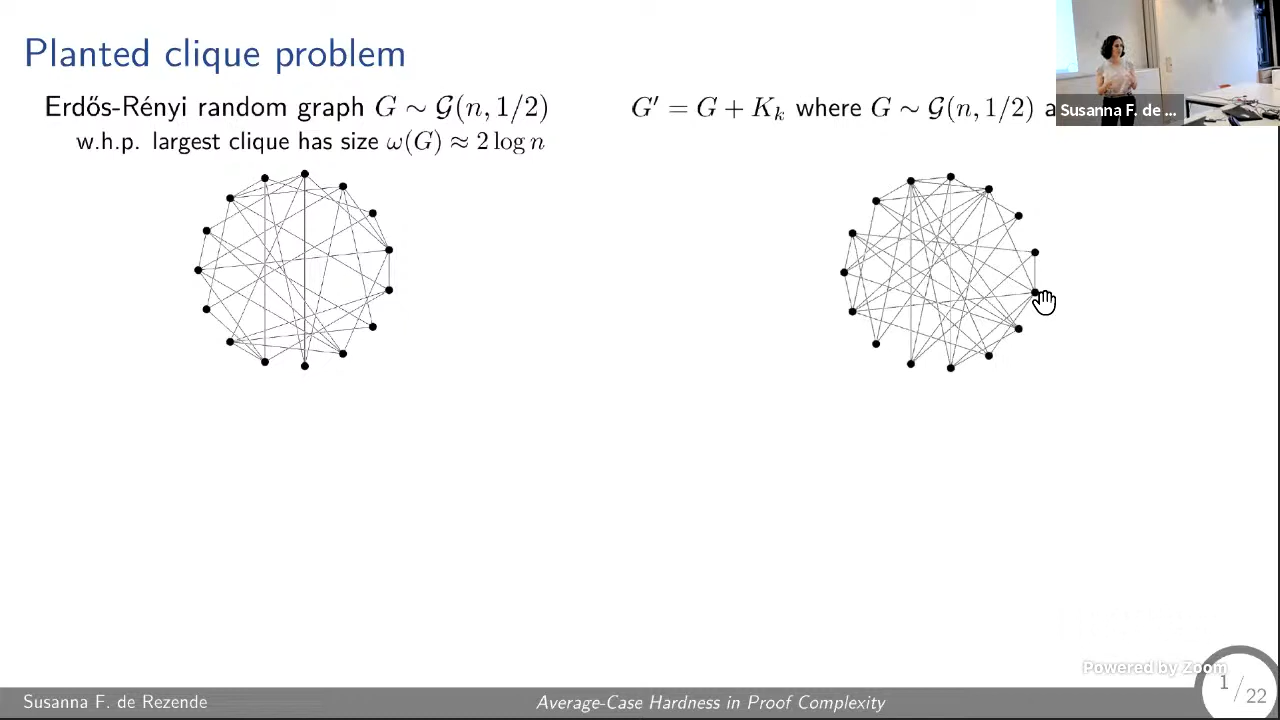 Planted clique problem
Erdős-Rényi random graph G ∼ 𝒢(n, 1/2)
w.h.p. largest clique has size ω(G) ≈ 2 log n
G′ = G + K_k where G ∼ 𝒢(n, 1/2) a
Susanna F. de ...
Powered by Zoom
Susanna F. de Rezende
Average-Case Hardness in Proof Complexity
1/22